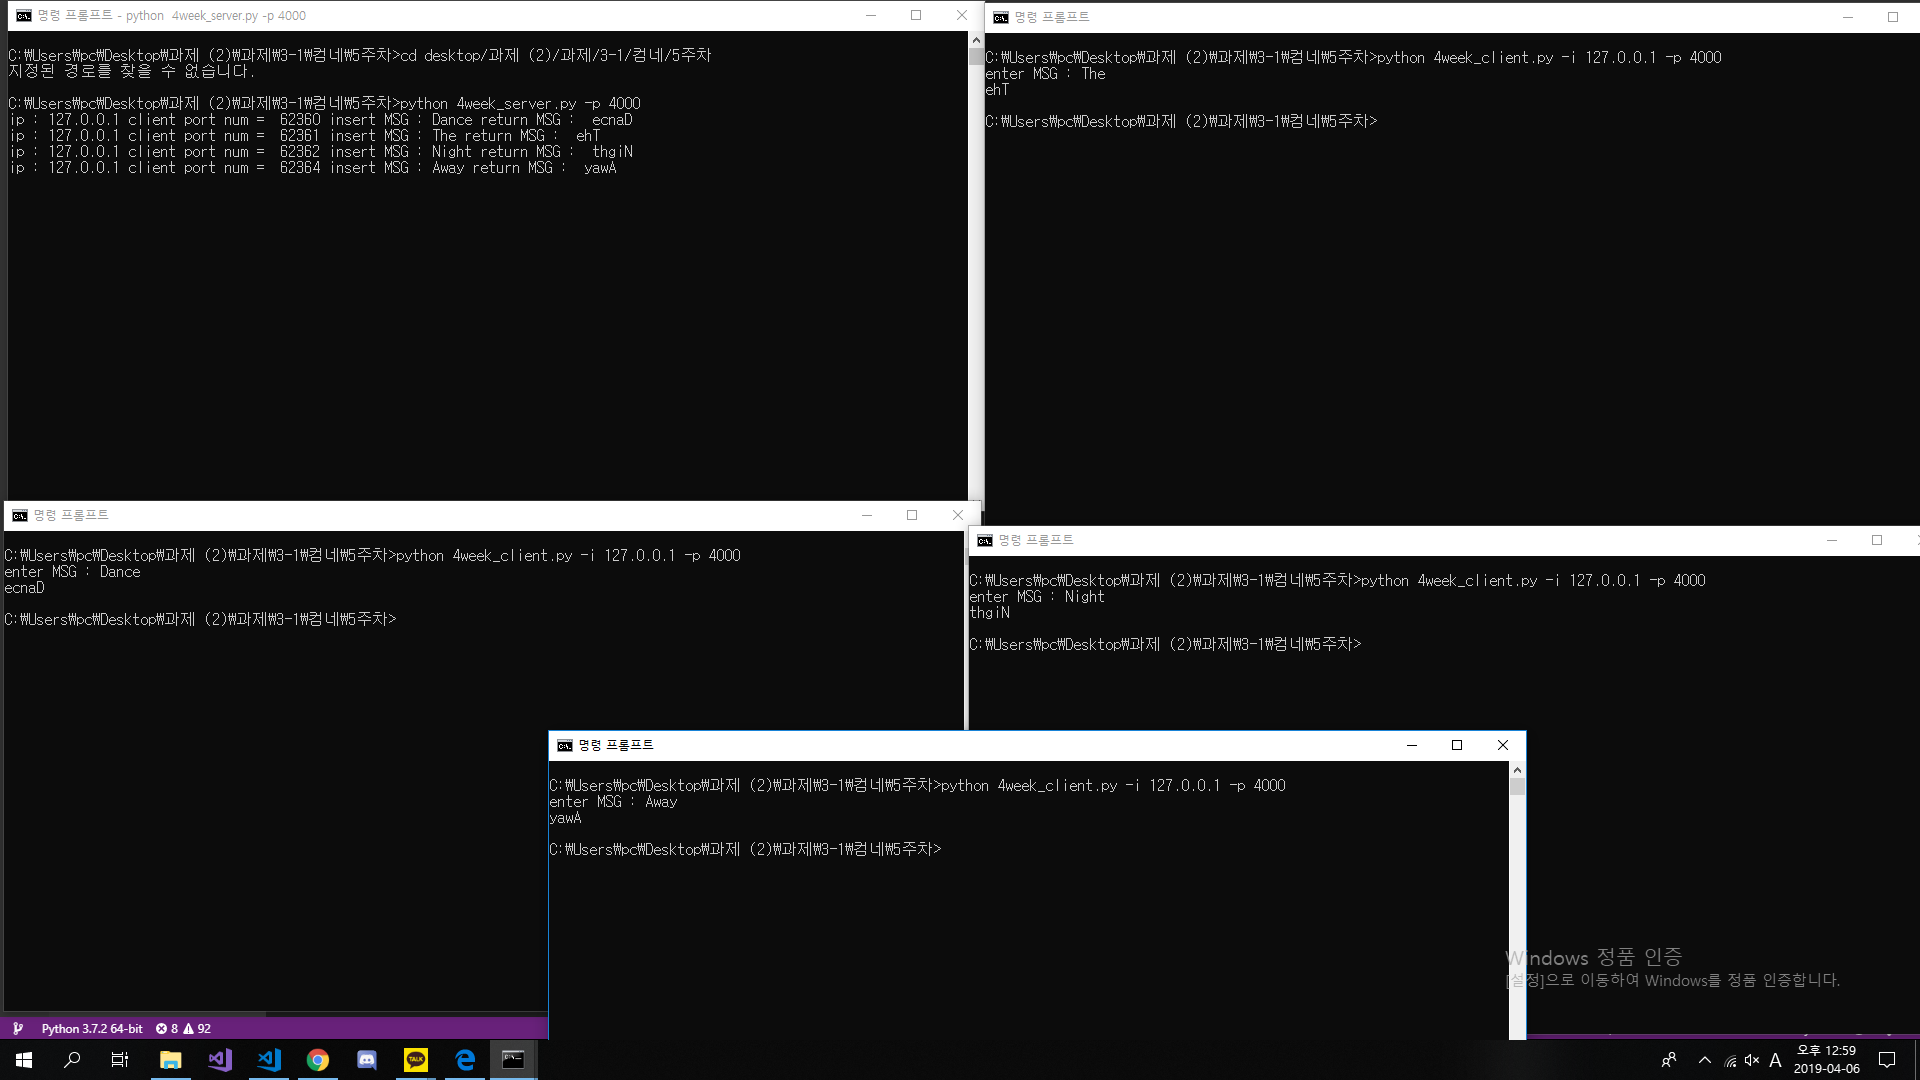 명령 프롬프트 - python  4week_server.py -p 4000
C:\Users\pc\Desktop\과제 (2)\과제\3-1\컴네\5주차>cd desktop/과제 (2)/과제/3-1/컴네/5주차
지정된 경로를 찾을 수 없습니다.
C:\Users\pc\Desktop\과제 (2)\과제\3-1\컴네\5주차>python 4week_server.py -p 4000
ip : 127.0.0.1 client port num =  62360 insert MSG : Dance return MSG :  ecnaD
ip : 127.0.0.1 client port num =  62361 insert MSG : The return MSG :  ehT
ip : 127.0.0.1 client port num =  62362 insert MSG : Night return MSG :  thgiN
ip : 127.0.0.1 client port num =  62364 insert MSG : Away return MSG :  yawA
명령 프롬프트
C:\Users\pc\Desktop\과제 (2)\과제\3-1\컴네\5주차>python 4week_client.py -i 127.0.0.1 -p 4000
enter MSG : The
ehT
C:\Users\pc\Desktop\과제 (2)\과제\3-1\컴네\5주차>
명령 프롬프트
C:\Users\pc\Desktop\과제 (2)\과제\3-1\컴네\5주차>python 4week_client.py -i 127.0.0.1 -p 4000
enter MSG : Dance
ecnaD
C:\Users\pc\Desktop\과제 (2)\과제\3-1\컴네\5주차>
명령 프롬프트
C:\Users\pc\Desktop\과제 (2)\과제\3-1\컴네\5주차>python 4week_client.py -i 127.0.0.1 -p 4000
enter MSG : Night
thgiN
C:\Users\pc\Desktop\과제 (2)\과제\3-1\컴네\5주차>
명령 프롬프트
C:\Users\pc\Desktop\과제 (2)\과제\3-1\컴네\5주차>python 4week_client.py -i 127.0.0.1 -p 4000
enter MSG : Away
yawA
C:\Users\pc\Desktop\과제 (2)\과제\3-1\컴네\5주차>
Windows 정품 인증
[설정]으로 이동하여 Windows를 정품 인증합니다.
Python 3.7.2 64-bit 8 92
TALK
A
오후 12:59
2019-04-06